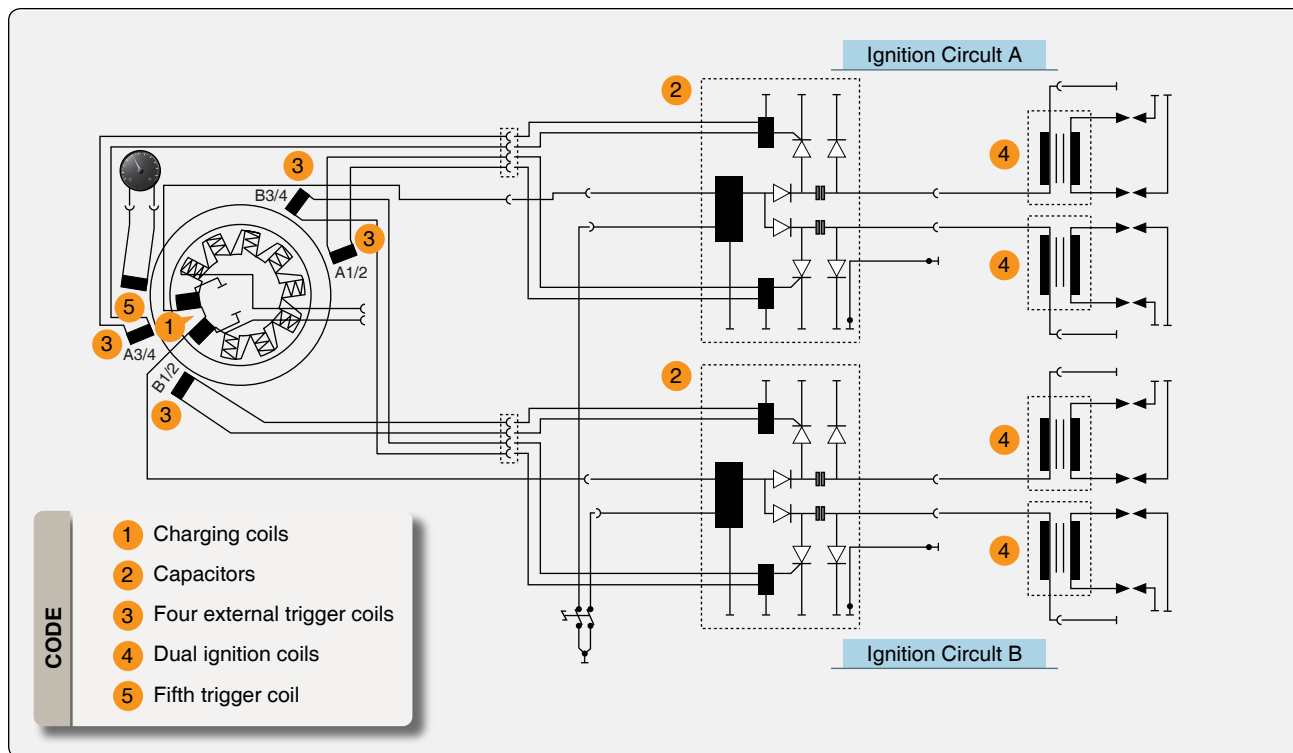 Ignition Circult A
2
4
3
B3/4
3
A1/2
4
5
1
3
A3/4
B1/2
3
2
4
4
Ignition Circult B
CODE
1 Charging coils
2 Capacitors
3 Four external trigger coils
4 Dual ignition coils
5 Fifth trigger coil